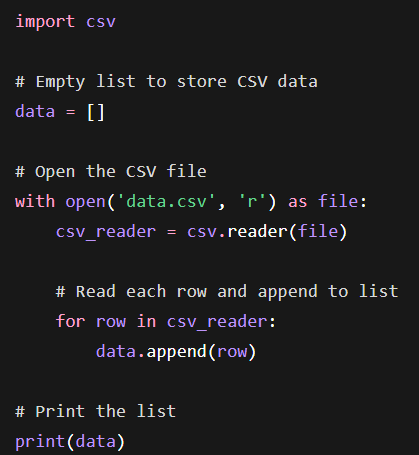 import csv
# Empty list to store CSV data
data = []
# Open the CSV file
with open('data.csv', 'r') as file:
    csv_reader = csv.reader(file)
    # Read each row and append to list
    for row in csv_reader:
        data.append(row)
# Print the list
print(data)